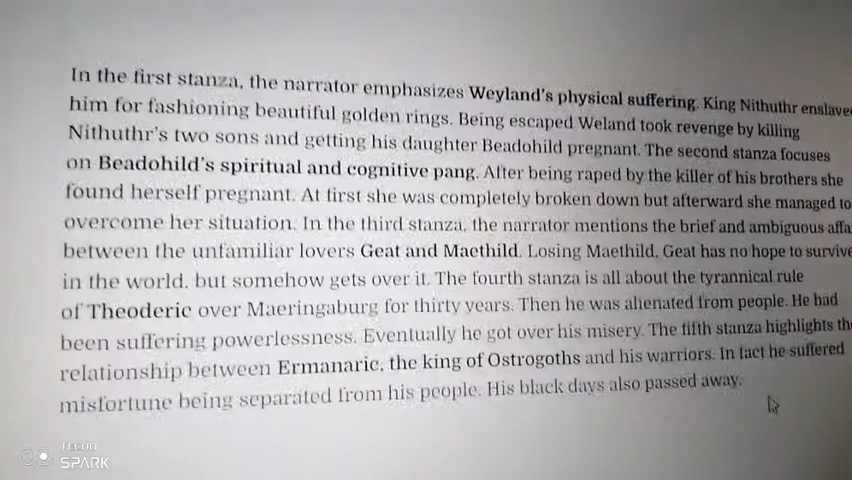 In the first stanza, the narrator emphasizes Weyland's physical suffering. King Nithuthr enslaved
him for fashioning beautiful golden rings. Being escaped Weland took revenge by killing
Nithuthr's two sons and getting his daughter Beadohild pregnant. The second stanza focuses
on Beadohild's spiritual and cognitive pang. After being raped by the killer of his brothers she
found herself pregnant. At first she was completely broken down but afterward she managed to
overcome her situation. In the third stanza, the narrator mentions the brief and ambiguous affa
between the unfamiliar lovers Geat and Maethild. Losing Maethild, Geat has no hope to survive
in the world, but somehow gets over it. The fourth stanza is all about the tyrannical rule
of Theoderic over Maeringaburg for thirty years. Then he was alienated from people. He had
been suffering powerlessness. Eventually he got over his misery. The fifth stanza highlights the
relationship between Ermanaric, the king of Ostrogoths and his warriors. In fact he suffered
misfortune being separated from his people. His black days also passed away.
TECNO
SPARK